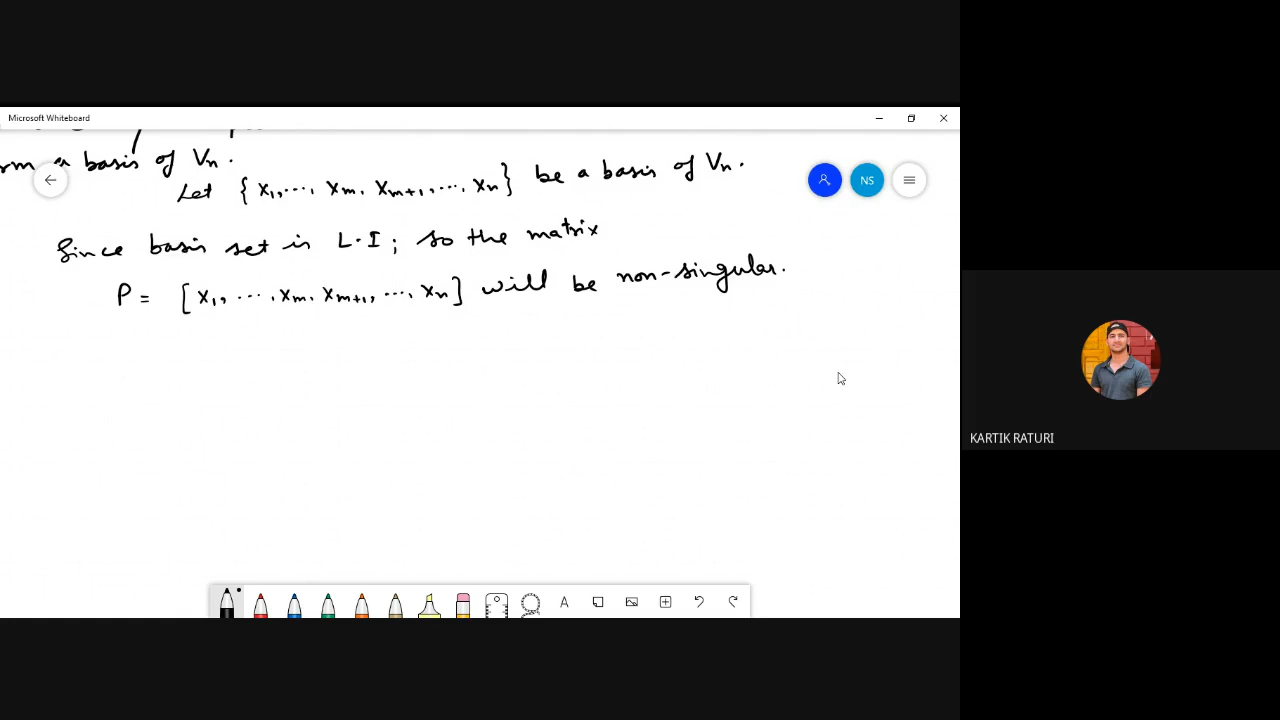 Microsoft Whiteboard
a basis of Vn.
Let { x1, ..., xm, xm+1, ..., xn } be a basis of Vn.
Since basis set is L.I ; so the matrix
P = [ x1, ..., xm, xm+1, ..., xn ] will be non-singular.
NS
A
KARTIK RATURI